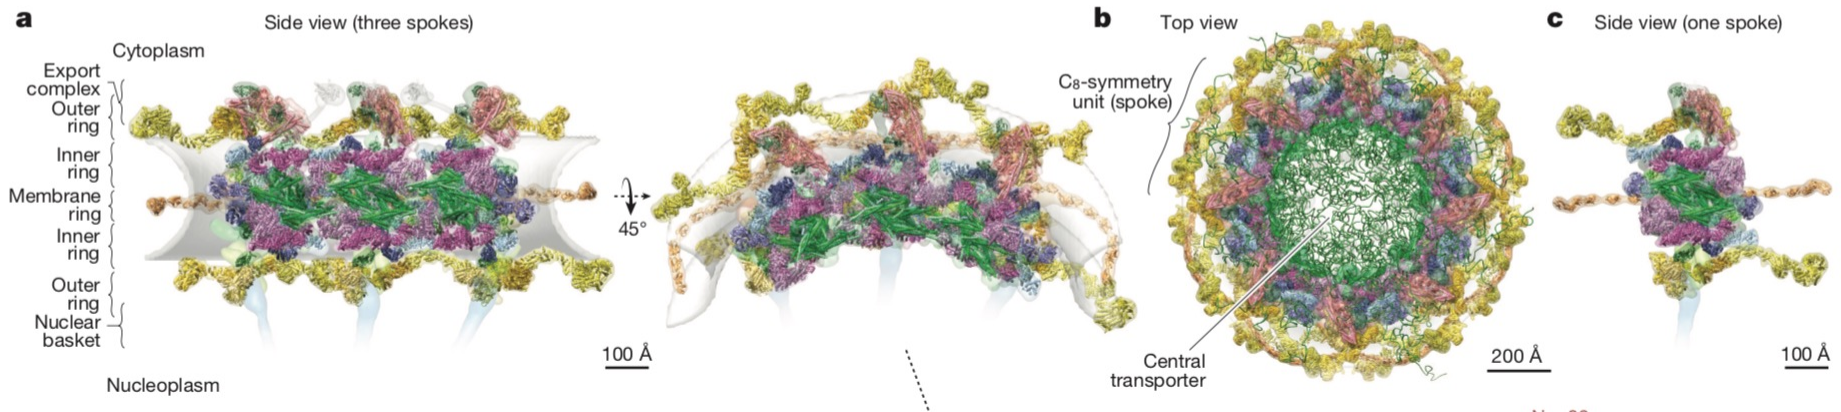 a
Side view (three spokes)
Cytoplasm
Export
complex
Outer
ring
Inner
ring
Membrane
ring
Inner
ring
Outer
ring
Nuclear
basket
Nucleoplasm
45°
100 Å
b
Top view
C₈-symmetry
unit (spoke)
Central
transporter
200 Å
c
Side view (one spoke)
100 Å